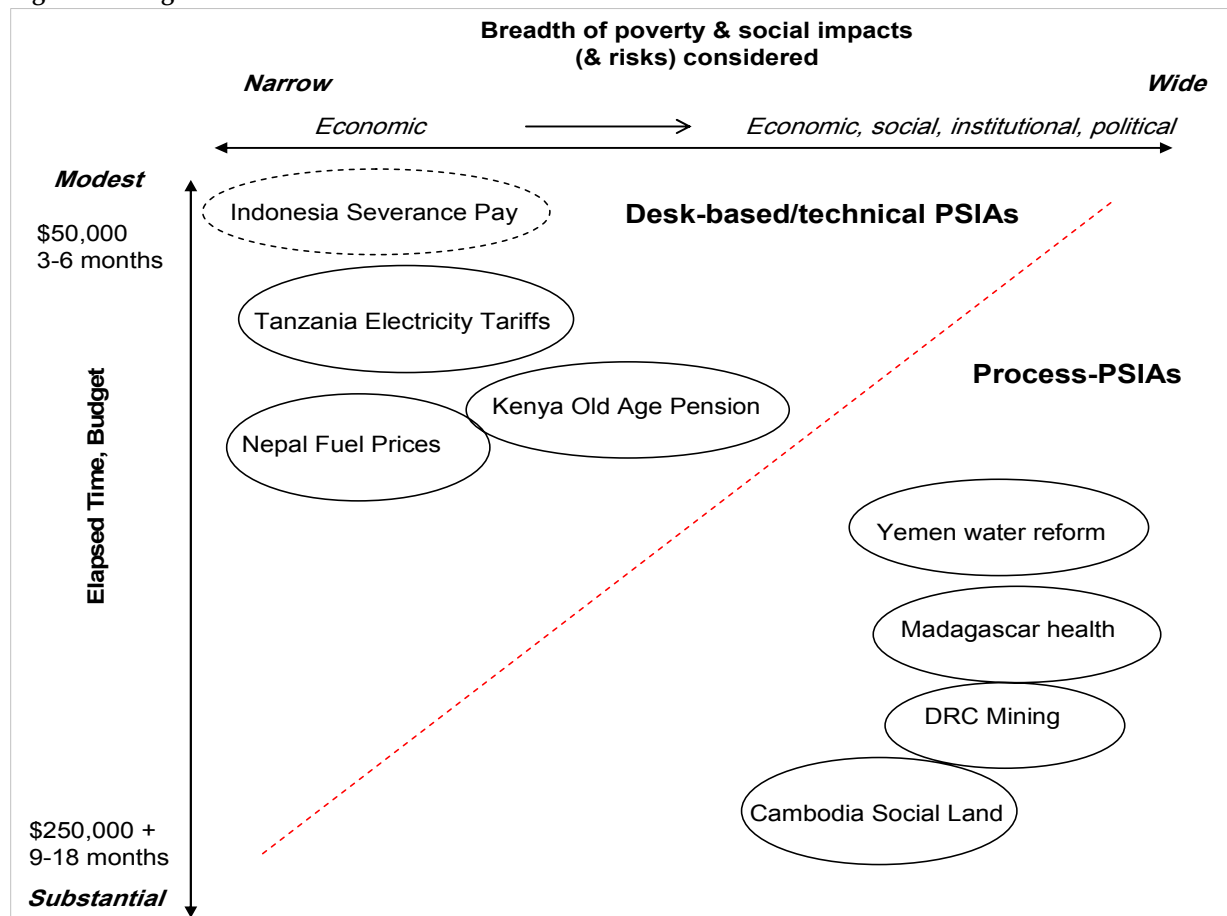 Breadth of poverty & social impacts
(& risks) considered
Narrow
Wide
Economic
Economic, social, institutional, political
Modest
$50,000
3-6 months
Indonesia Severance Pay
Desk-based/technical PSIAs
Tanzania Electricity Tariffs
Process-PSIAs
Kenya Old Age Pension
Nepal Fuel Prices
Elapsed Time, Budget
Yemen water reform
Madagascar health
DRC Mining
Cambodia Social Land
$250,000 +
9-18 months
Substantial